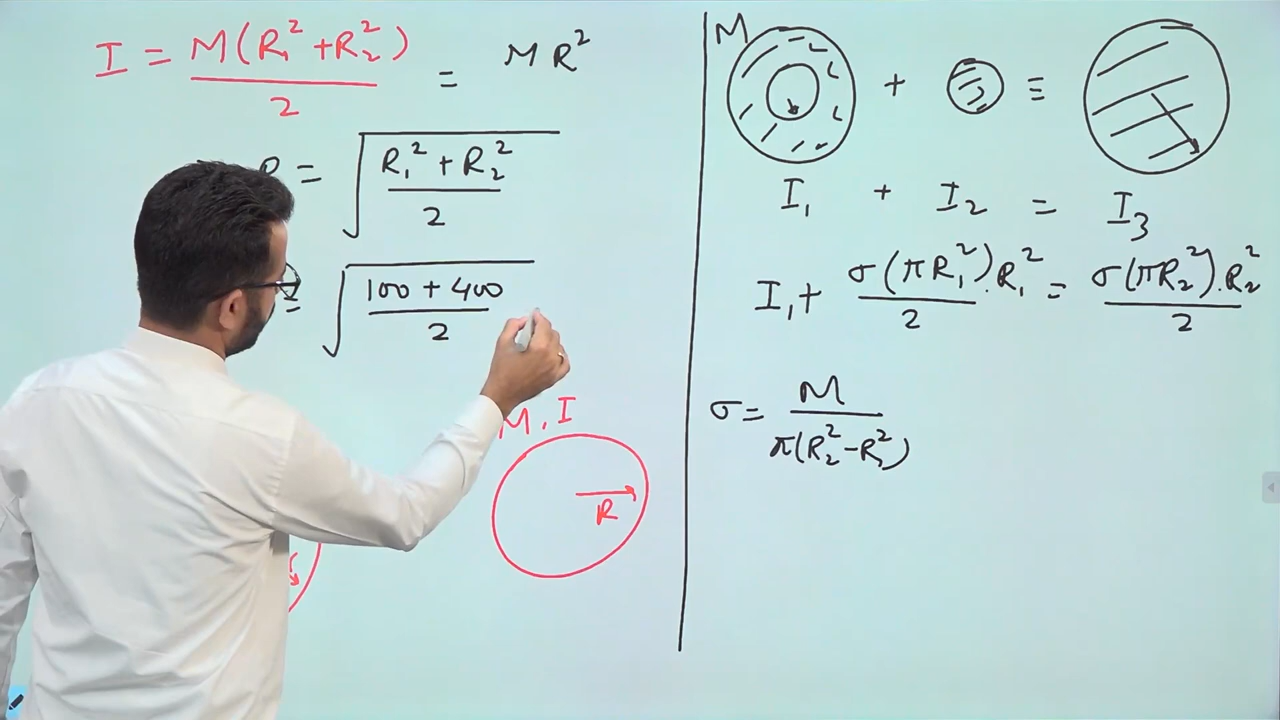 I = M(R₁² + R₂²) / 2 = MR²
= √((R₁² + R₂²) / 2)
= √((100 + 400) / 2)
M, I
R
M
+ ≡
I₁ + I₂ = I₃
I₁ + σ(πR₁²).R₁² / 2 = σ(πR₂²).R₂² / 2
σ = M / π(R₂² - R₁²)